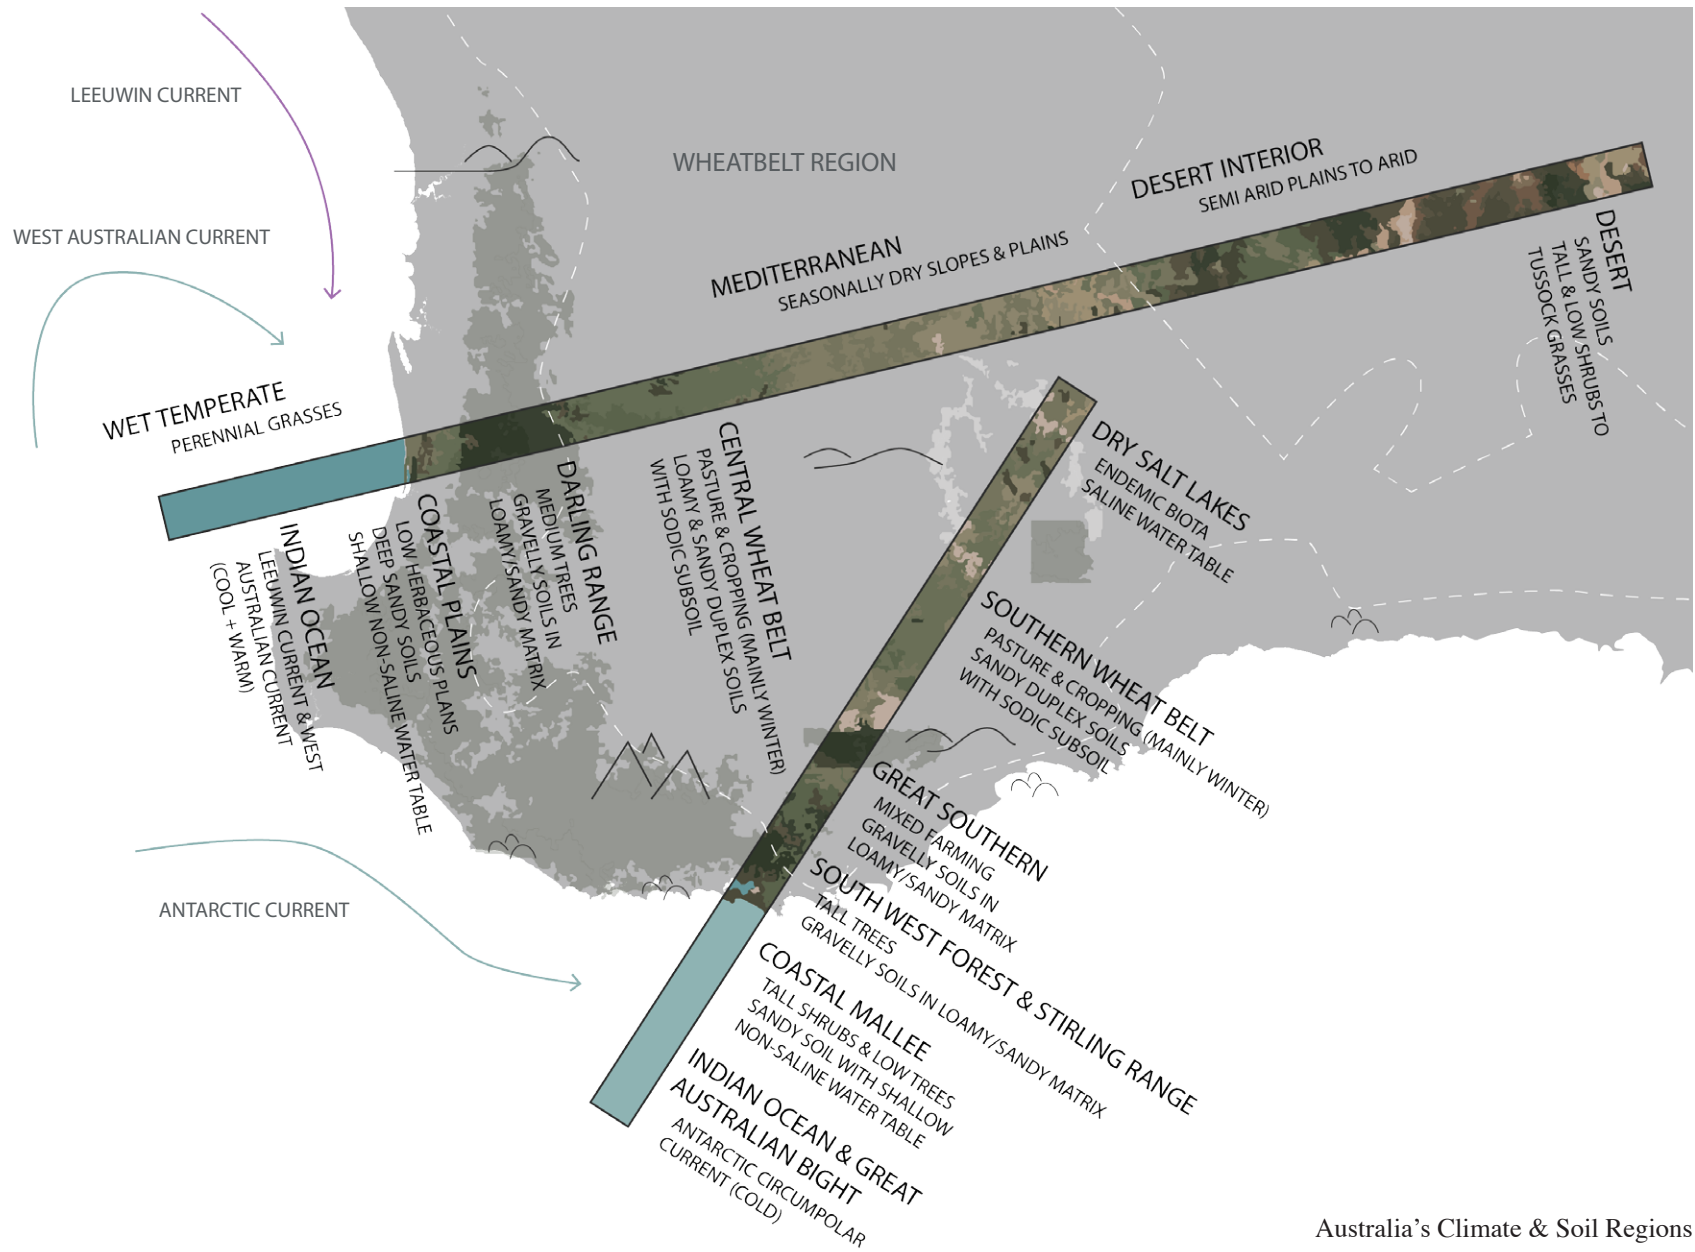 LEEUWIN CURRENT
WEST AUSTRALIAN CURRENT
WHEATBELT REGION
WET TEMPERATE
PERENNIAL GRASSES
MEDITERRANEAN
SEASONALLY DRY SLOPES & PLAINS
DESERT INTERIOR
SEMI ARID PLAINS TO ARID
INDIAN OCEAN
LEEUWIN CURRENT & WEST
AUSTRALIAN CURRENT
(COOL + WARM)
COASTAL PLAINS
LOW HERBACEOUS PLANS
DEEP SANDY SOILS
SHALLOW NON-SALINE WATER TABLE
DARLING RANGE
MEDIUM TREES
GRAVELLY SOILS IN
LOAMY/SANDY MATRIX
CENTRAL WHEAT BELT
PASTURE & CROPPING (MAINLY WINTER)
LOAMY & SANDY DUPLEX SOILS
WITH SODIC SUBSOIL
DESERT
SANDY SOILS
TALL & LOW SHRUBS TO
TUSSOCK GRASSES
DRY SALT LAKES
ENDEMIC BIOTA
SALINE WATER TABLE
SOUTHERN WHEAT BELT
PASTURE & CROPPING (MAINLY WINTER)
SANDY DUPLEX SOILS
WITH SODIC SUBSOIL
GREAT SOUTHERN
MIXED FARMING
GRAVELLY SOILS IN
LOAMY/SANDY MATRIX
SOUTH WEST FOREST & STIRLING RANGE
TALL TREES
GRAVELLY SOILS IN LOAMY/SANDY MATRIX
COASTAL MALLEE
TALL SHRUBS & LOW TREES
SANDY SOIL WITH SHALLOW
NON-SALINE WATER TABLE
INDIAN OCEAN & GREAT
AUSTRALIAN BIGHT
ANTARCTIC CIRCUMPOLAR
CURRENT (COLD)
ANTARCTIC CURRENT
Australia’s Climate & Soil Regions